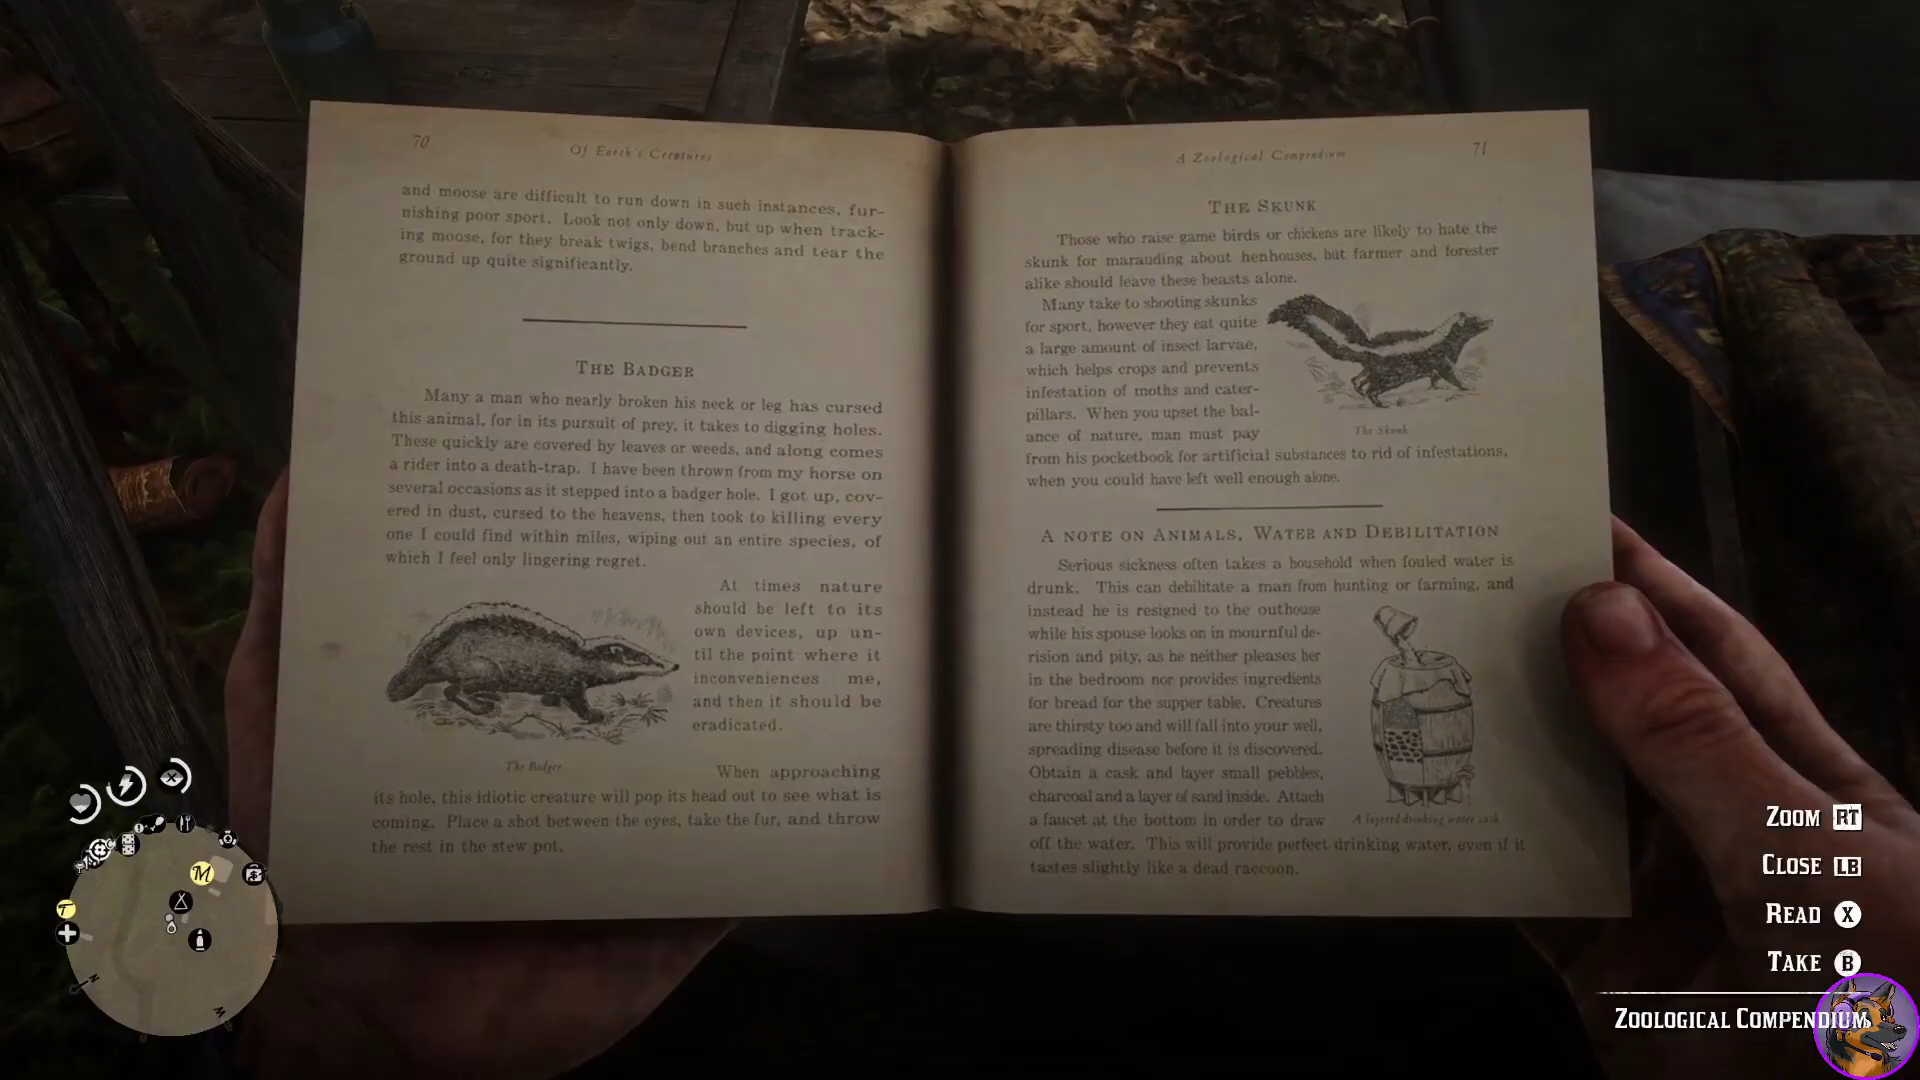 70
Of Earth's Creatures
and moose are difficult to run down in such instances, fur-
nishing poor sport. Look not only down, but up when track-
ing moose, for they break twigs, bend branches and tear the
ground up quite significantly.
THE BADGER
Many a man who nearly broken his neck or leg has cursed
this animal, for in its pursuit of prey, it takes to digging holes.
These quickly are covered by leaves or weeds, and along comes
a rider into a death-trap. I have been thrown from my horse on
several occasions as it stepped into a badger hole. I got up, cov-
ered in dust, cursed to the heavens, then took to killing every
one I could find within miles, wiping out an entire species, of
which I feel only lingering regret.
At times nature
should be left to its
own devices, up un-
til the point where it
inconveniences me,
and then it should be
eradicated.
The Badger
When approaching
its hole, this idiotic creature will pop its head out to see what is
coming. Place a shot between the eyes, take the fur, and throw
the rest in the stew pot.
A Zoological Compendium
71
THE SKUNK
Those who raise game birds or chickens are likely to hate the
skunk for marauding about henhouses, but farmer and forester
alike should leave these beasts alone.
Many take to shooting skunks
for sport, however they eat quite
a large amount of insect larvae,
which helps crops and prevents
infestation of moths and cater-
pillars. When you upset the bal-
ance of nature, man must pay
The Skunk
from his pocketbook for artificial substances to rid of infestations,
when you could have left well enough alone.
A NOTE ON ANIMALS, WATER AND DEBILITATION
Serious sickness often takes a household when fouled water is
drunk. This can debilitate a man from hunting or farming, and
instead he is resigned to the outhouse
while his spouse looks on in mournful de-
rision and pity, as he neither pleases her
in the bedroom nor provides ingredients
for bread for the supper table. Creatures
are thirsty too and will fall into your well,
spreading disease before it is discovered.
Obtain a cask and layer small pebbles,
charcoal and a layer of sand inside. Attach
a faucet at the bottom in order to draw
A layered drinking water cask.
off the water. This will provide perfect drinking water, even if it
tastes slightly like a dead raccoon.
ZOOM RT
CLOSE LB
READ X
TAKE B
ZOOLOGICAL COMPENDIUM
M
T
N
W